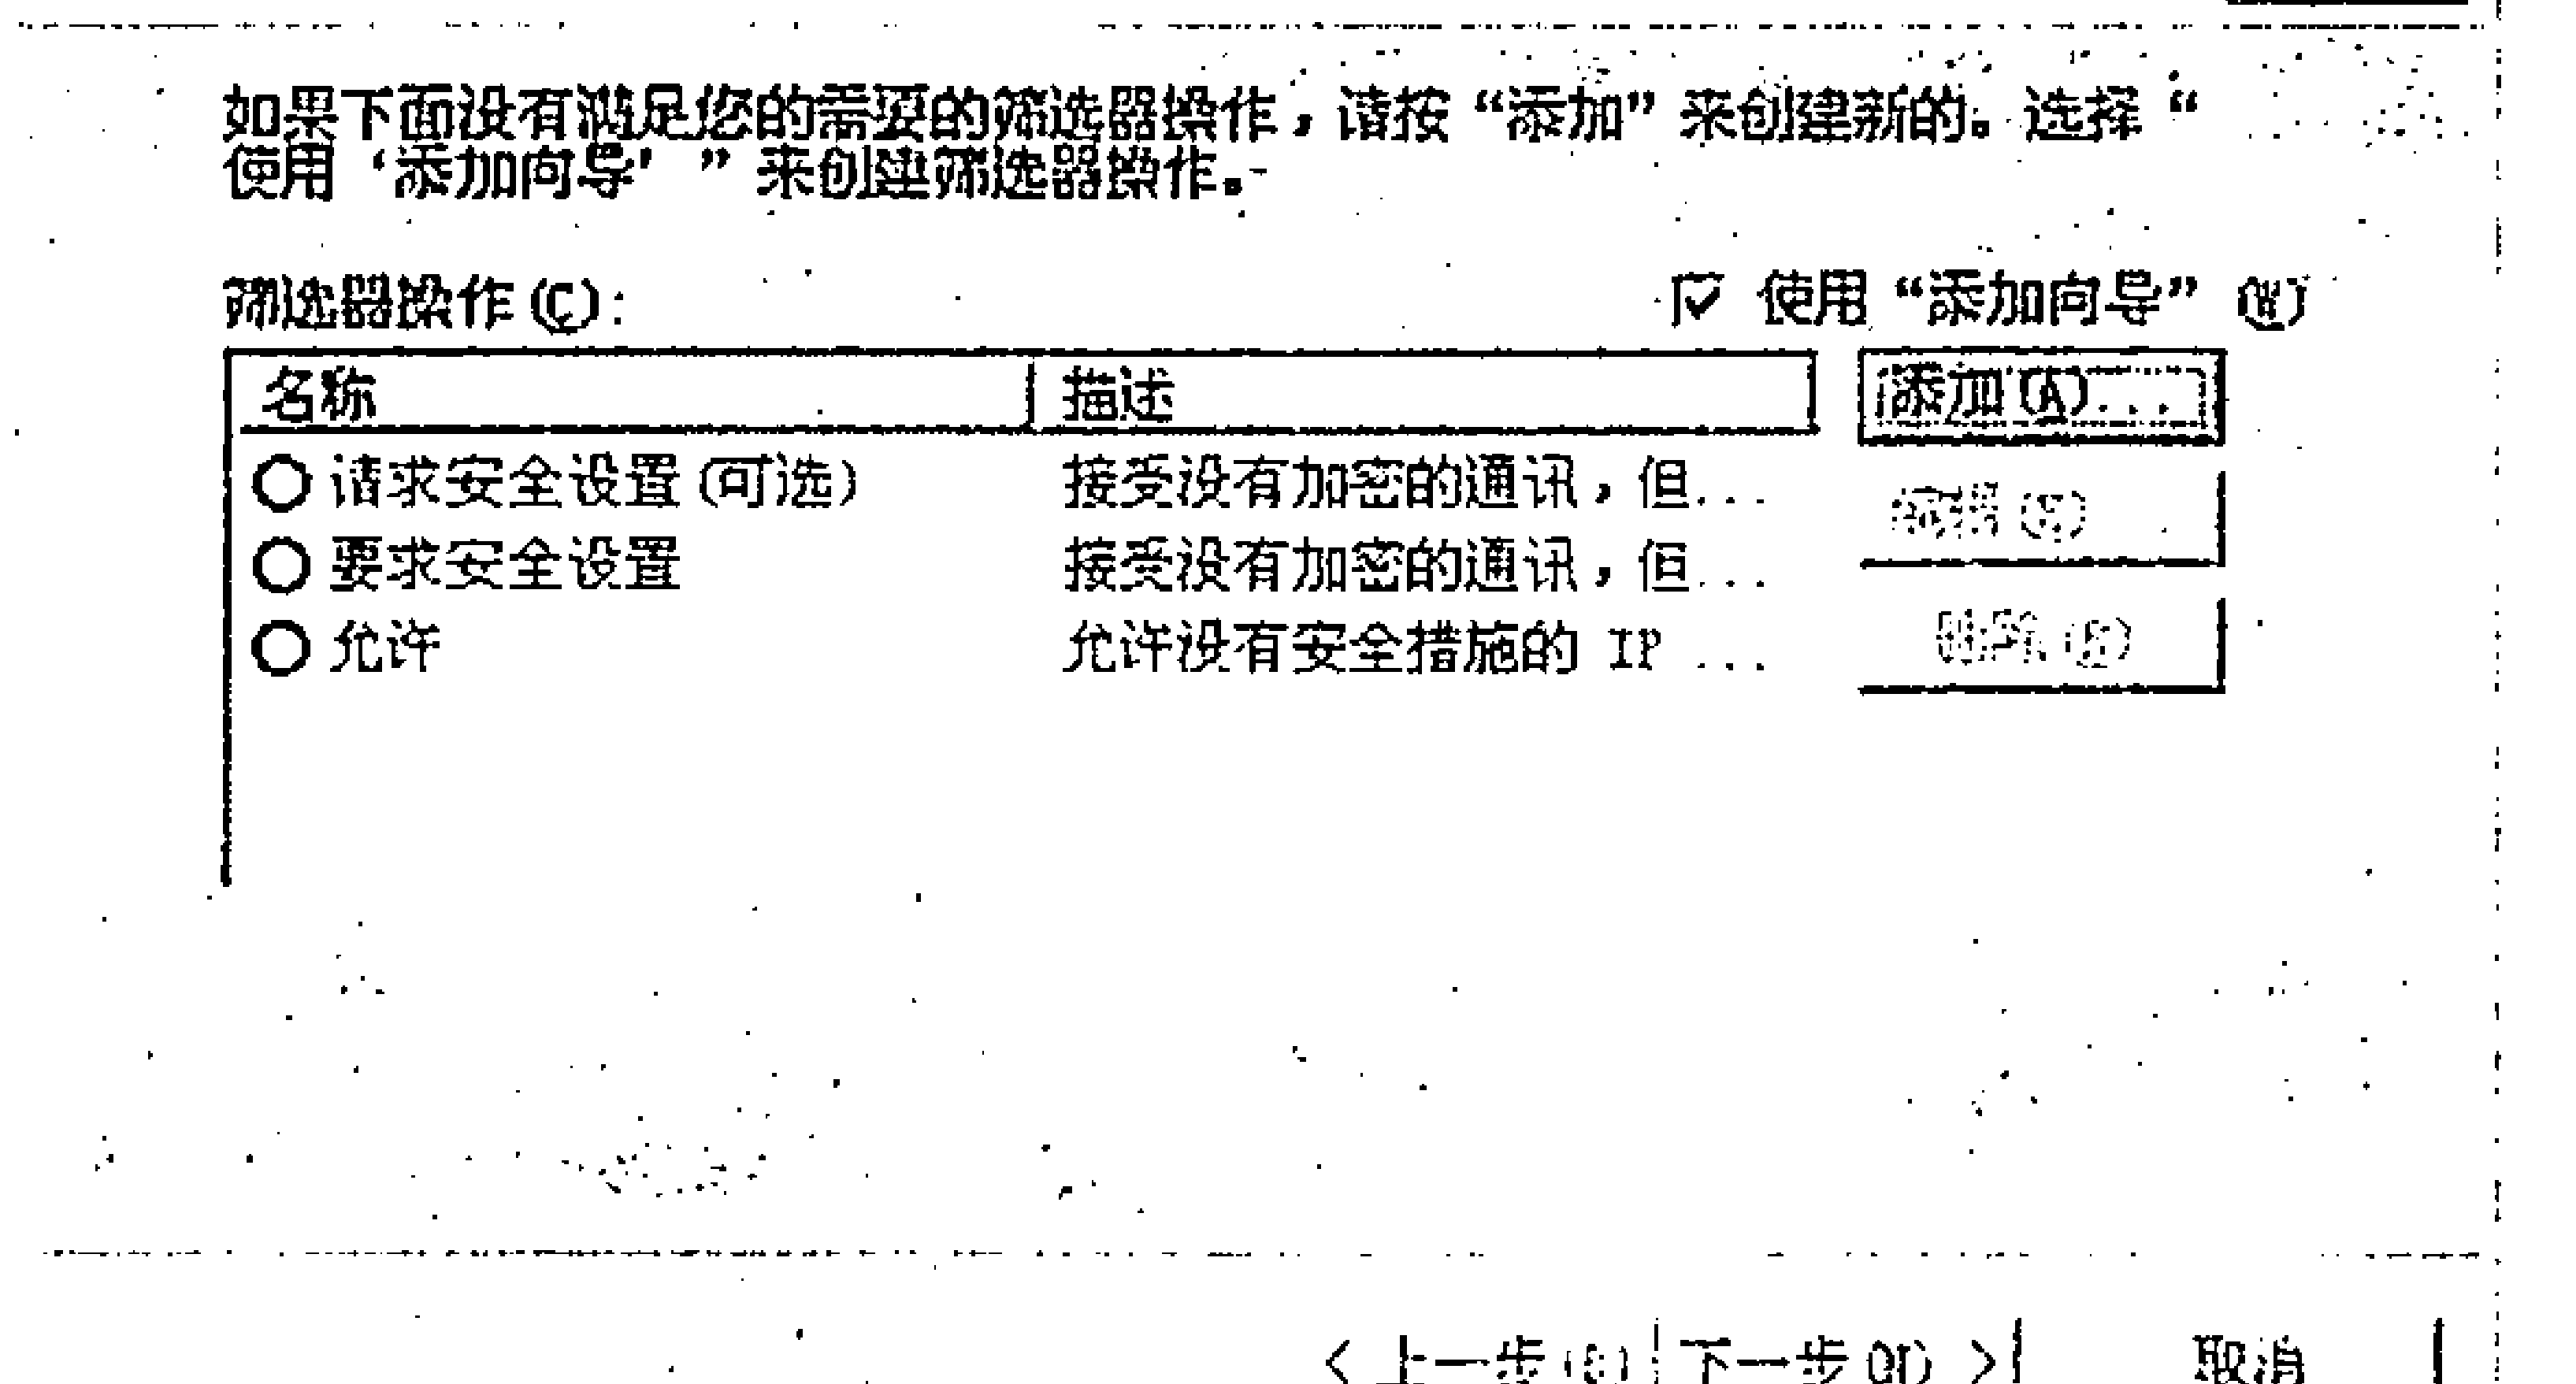 如果下面没有满足您的需要的筛选器操作，请按“添加”来创建新的。选择“
使用‘添加向导’”来创建筛选器操作。
筛选器操作(C):
使用“添加向导”(W)
名称 描述
添加(A)...
请求安全设置(可选) 接受没有加密的通讯，但...
编辑(E)
要求安全设置 接受没有加密的通讯，但...
删除(R)
允许 允许没有安全措施的 IP ...
< 上一步(B) 下一步(N) > 取消